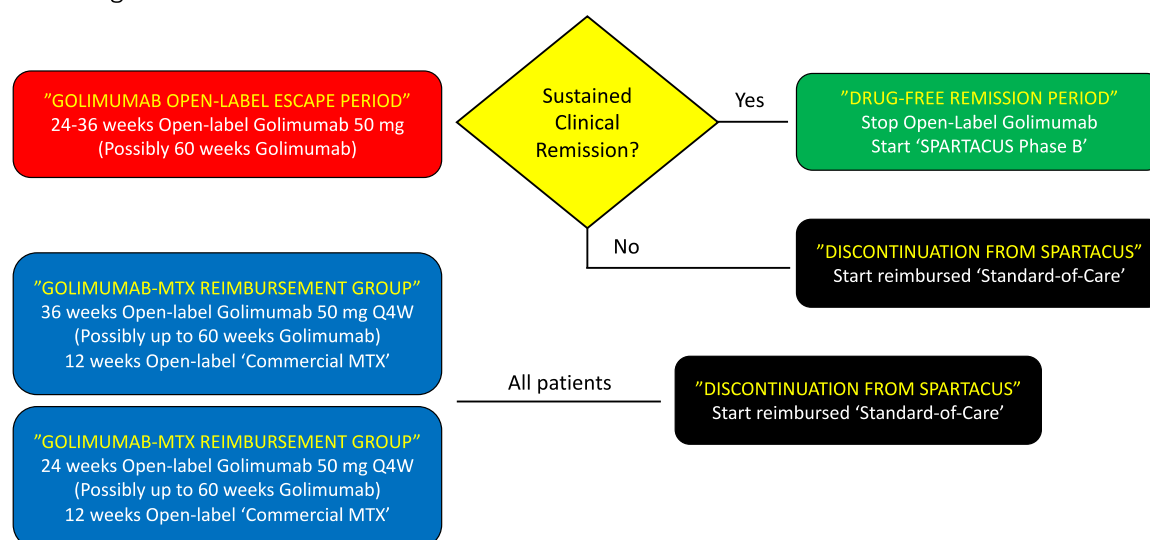 ”GOLIMUMAB OPEN-LABEL ESCAPE PERIOD”
24-36 weeks Open-label Golimumab 50 mg
(Possibly 60 weeks Golimumab)
Sustained
Clinical
Remission?
Yes
”DRUG-FREE REMISSION PERIOD”
Stop Open-Label Golimumab
Start ‘SPARTACUS Phase B’
No
”DISCONTINUATION FROM SPARTACUS”
Start reimbursed ‘Standard-of-Care’
”GOLIMUMAB-MTX REIMBURSEMENT GROUP”
36 weeks Open-label Golimumab 50 mg Q4W
(Possibly up to 60 weeks Golimumab)
12 weeks Open-label ‘Commercial MTX’
All patients
”DISCONTINUATION FROM SPARTACUS”
Start reimbursed ‘Standard-of-Care’
”GOLIMUMAB-MTX REIMBURSEMENT GROUP”
24 weeks Open-label Golimumab 50 mg Q4W
(Possibly up to 60 weeks Golimumab)
12 weeks Open-label ‘Commercial MTX’